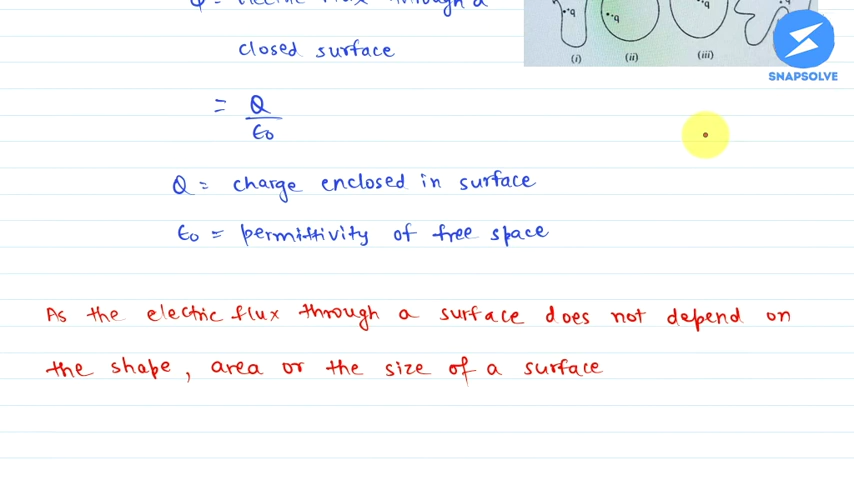 closed surface
= Q
ϵ0
Q = charge enclosed in surface
ϵ0 = permittivity of free space
As the electric flux through a surface does not depend on
the shape, area or the size of a surface
q
q
q
(i)
(ii)
(iii)
SNAPSOLVE